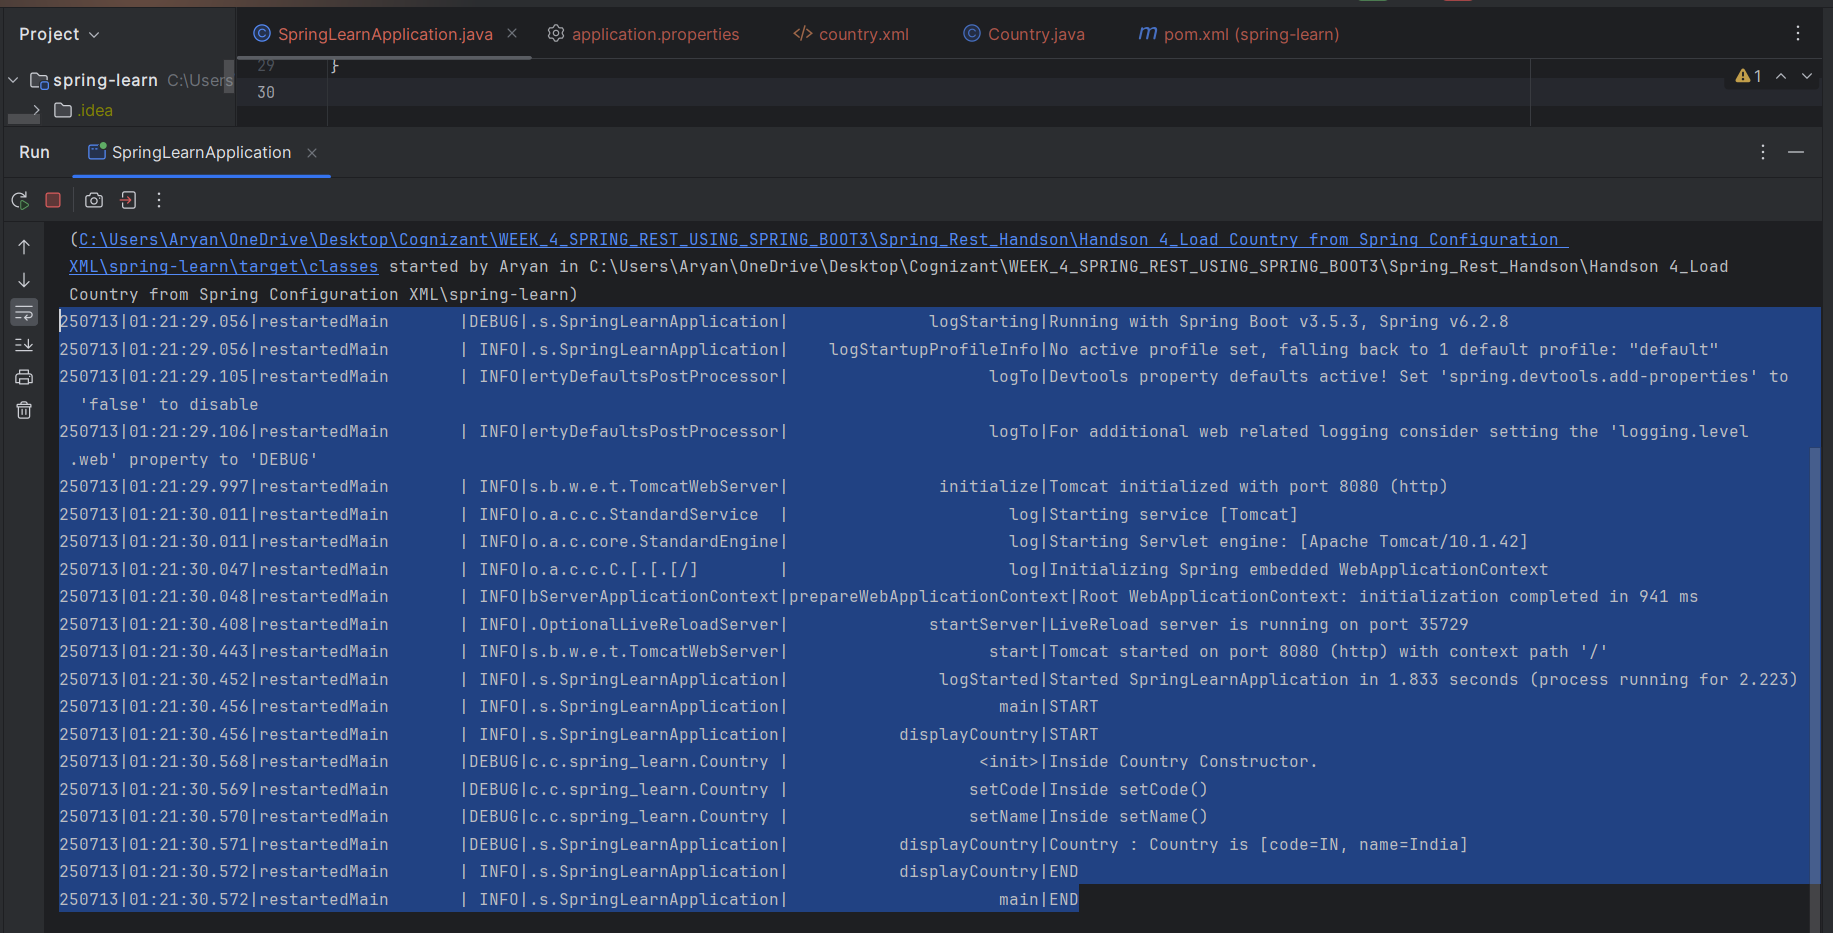 Project
SpringLearnApplication.java
application.properties
country.xml
Country.java
pom.xml (spring-learn)
spring-learn C:\Users
.idea
29 }
30
1
Run
SpringLearnApplication
(C:\Users\Aryan\OneDrive\Desktop\Cognizant\WEEK_4_SPRING_REST_USING_SPRING_BOOT3\Spring_Rest_Handson\Handson 4_Load Country from Spring Configuration
XML\spring-learn\target\classes started by Aryan in C:\Users\Aryan\OneDrive\Desktop\Cognizant\WEEK_4_SPRING_REST_USING_SPRING_BOOT3\Spring_Rest_Handson\Handson 4_Load
Country from Spring Configuration XML\spring-learn)
250713|01:21:29.056|restartedMain |DEBUG|.s.SpringLearnApplication| logStarting|Running with Spring Boot v3.5.3, Spring v6.2.8
250713|01:21:29.056|restartedMain | INFO|.s.SpringLearnApplication| logStartupProfileInfo|No active profile set, falling back to 1 default profile: "default"
250713|01:21:29.105|restartedMain | INFO|ertyDefaultsPostProcessor| logTo|Devtools property defaults active! Set 'spring.devtools.add-properties' to
'false' to disable
250713|01:21:29.106|restartedMain | INFO|ertyDefaultsPostProcessor| logTo|For additional web related logging consider setting the 'logging.level
.web' property to 'DEBUG'
250713|01:21:29.997|restartedMain | INFO|s.b.w.e.t.TomcatWebServer| initialize|Tomcat initialized with port 8080 (http)
250713|01:21:30.011|restartedMain | INFO|o.a.c.c.StandardService | log|Starting service [Tomcat]
250713|01:21:30.011|restartedMain | INFO|o.a.c.core.StandardEngine| log|Starting Servlet engine: [Apache Tomcat/10.1.42]
250713|01:21:30.047|restartedMain | INFO|o.a.c.c.C.[.[.[/] | log|Initializing Spring embedded WebApplicationContext
250713|01:21:30.048|restartedMain | INFO|bServerApplicationContext|prepareWebApplicationContext|Root WebApplicationContext: initialization completed in 941 ms
250713|01:21:30.408|restartedMain | INFO|.OptionalLiveReloadServer| startServer|LiveReload server is running on port 35729
250713|01:21:30.443|restartedMain | INFO|s.b.w.e.t.TomcatWebServer| start|Tomcat started on port 8080 (http) with context path '/'
250713|01:21:30.452|restartedMain | INFO|.s.SpringLearnApplication| logStarted|Started SpringLearnApplication in 1.833 seconds (process running for 2.223)
250713|01:21:30.456|restartedMain | INFO|.s.SpringLearnApplication| main|START
250713|01:21:30.456|restartedMain | INFO|.s.SpringLearnApplication| displayCountry|START
250713|01:21:30.568|restartedMain |DEBUG|c.c.spring_learn.Country | <init>|Inside Country Constructor.
250713|01:21:30.569|restartedMain |DEBUG|c.c.spring_learn.Country | setCode|Inside setCode()
250713|01:21:30.570|restartedMain |DEBUG|c.c.spring_learn.Country | setName|Inside setName()
250713|01:21:30.571|restartedMain |DEBUG|.s.SpringLearnApplication| displayCountry|Country : Country is [code=IN, name=India]
250713|01:21:30.572|restartedMain | INFO|.s.SpringLearnApplication| displayCountry|END
250713|01:21:30.572|restartedMain | INFO|.s.SpringLearnApplication| main|END